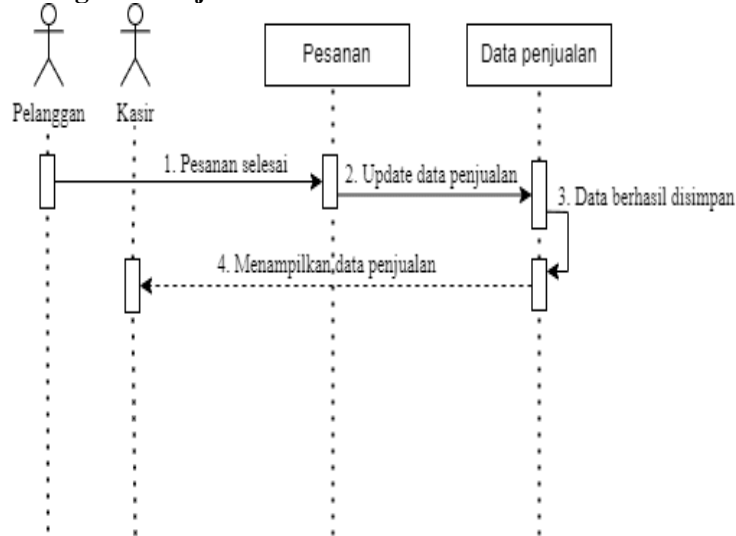 Pesanan
Data penjualan
Pelanggan
Kasir
1. Pesanan selesai
2. Update data penjualan
3. Data berhasil disimpan
4. Menampilkan data penjualan